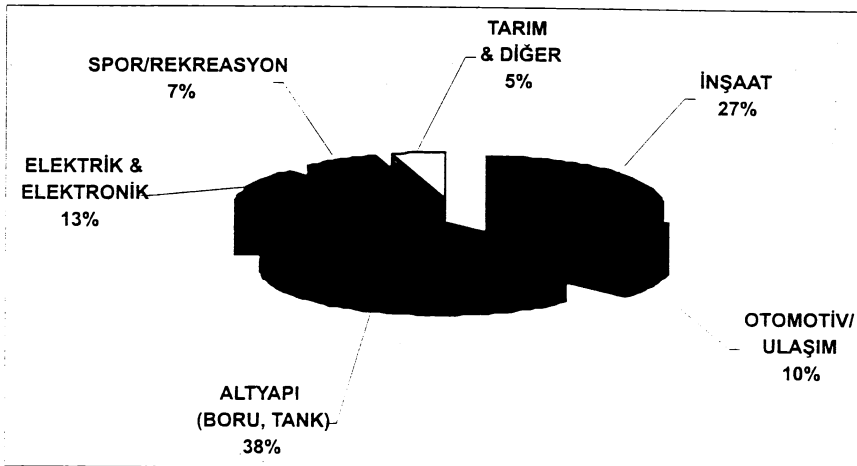 TARIM
& DİĞER
5%
SPOR/REKREASYON
7%
İNŞAAT
27%
ELEKTRİK &
ELEKTRONİK
13%
OTOMOTİV/
ULAŞIM
10%
ALTYAPI
(BORU, TANK)
38%